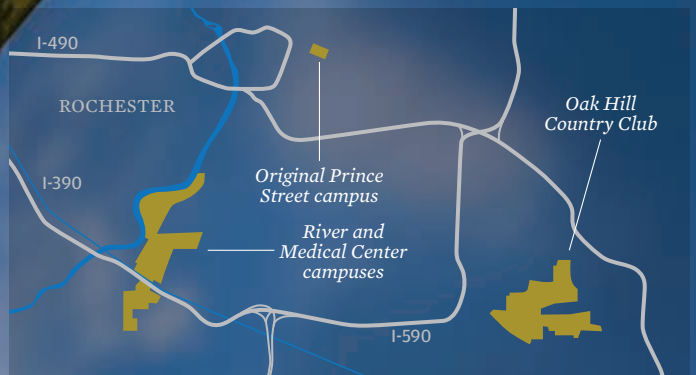 I-490
ROCHESTER
Oak Hill
Country Club
I-390
Original Prince
Street campus
River and
Medical Center
campuses
I-590